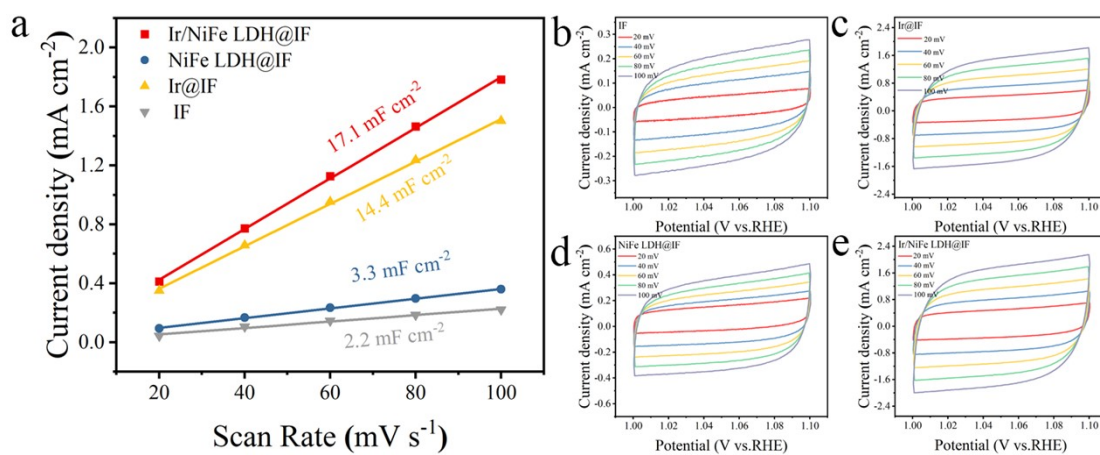 a
Current density (mA cm⁻²)
2.0
1.6
1.2
0.8
0.4
0.0
Ir/NiFe LDH@IF
NiFe LDH@IF
Ir@IF
IF
17.1 mF cm⁻²
14.4 mF cm⁻²
3.3 mF cm⁻²
2.2 mF cm⁻²
20 40 60 80 100
Scan Rate (mV s⁻¹)
b
Current density (mA cm⁻²)
0.3
0.2
0.1
0.0
-0.1
-0.2
-0.3
IF
20 mV
40 mV
60 mV
80 mV
100 mV
1.00 1.02 1.04 1.06 1.08 1.10
Potential (V vs.RHE)
c
Current density (mA cm⁻²)
2.4
1.6
0.8
0.0
-0.8
-1.6
-2.4
Ir@IF
20 mV
40 mV
60 mV
80 mV
100 mV
1.00 1.02 1.04 1.06 1.08 1.10
Potential (V vs.RHE)
d
Current density (mA cm⁻²)
0.6
0.4
0.2
0.0
-0.2
-0.4
-0.6
NiFe LDH@IF
20 mV
40 mV
60 mV
80 mV
100 mV
1.00 1.02 1.04 1.06 1.08 1.10
Potential (V vs.RHE)
e
Current density (mA cm⁻²)
2.4
1.6
0.8
0.0
-0.8
-1.6
-2.4
Ir/NiFe LDH@IF
20 mV
40 mV
60 mV
80 mV
100 mV
1.00 1.02 1.04 1.06 1.08 1.10
Potential (V vs.RHE)